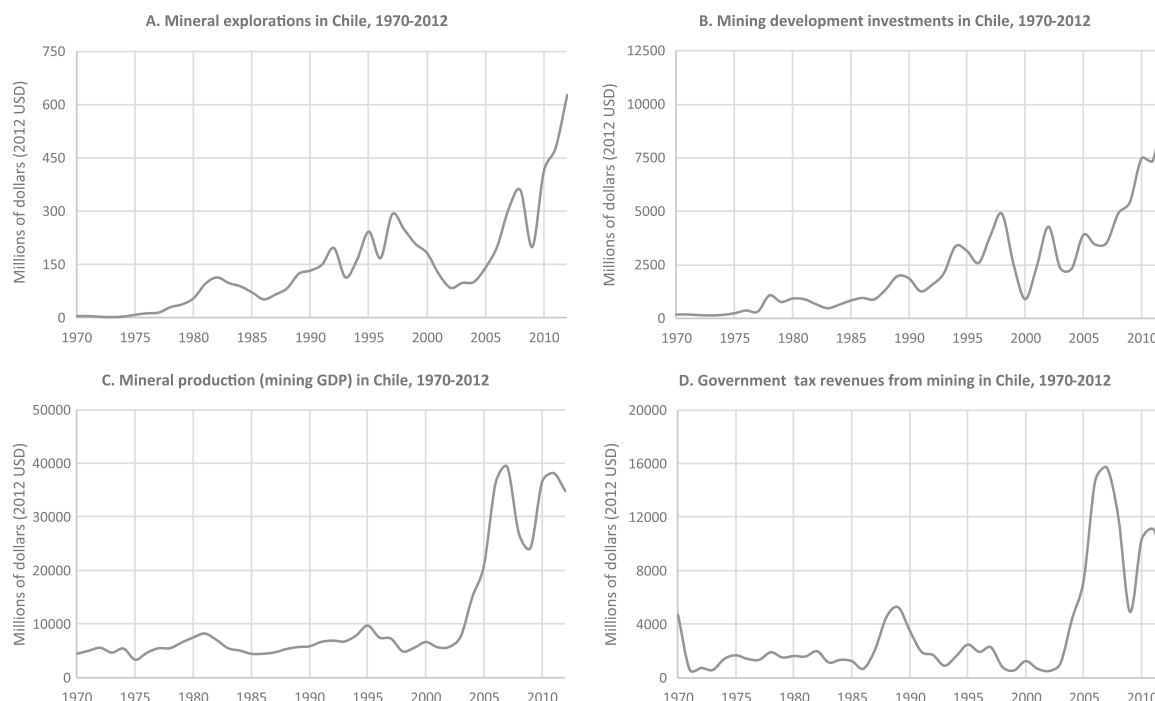 A. Mineral explorations in Chile, 1970-2012
Millions of dollars (2012 USD)
750
600
450
300
150
0
1970 1975 1980 1985 1990 1995 2000 2005 2010
B. Mining development investments in Chile, 1970-2012
Millions of dollars (2012 USD)
12500
10000
7500
5000
2500
0
1970 1975 1980 1985 1990 1995 2000 2005 2010
C. Mineral production (mining GDP) in Chile, 1970-2012
Millions of dollars (2012 USD)
50000
40000
30000
20000
10000
0
1970 1975 1980 1985 1990 1995 2000 2005 2010
D. Government tax revenues from mining in Chile, 1970-2012
Millions of dollars (2012 USD)
20000
16000
12000
8000
4000
0
1970 1975 1980 1985 1990 1995 2000 2005 2010